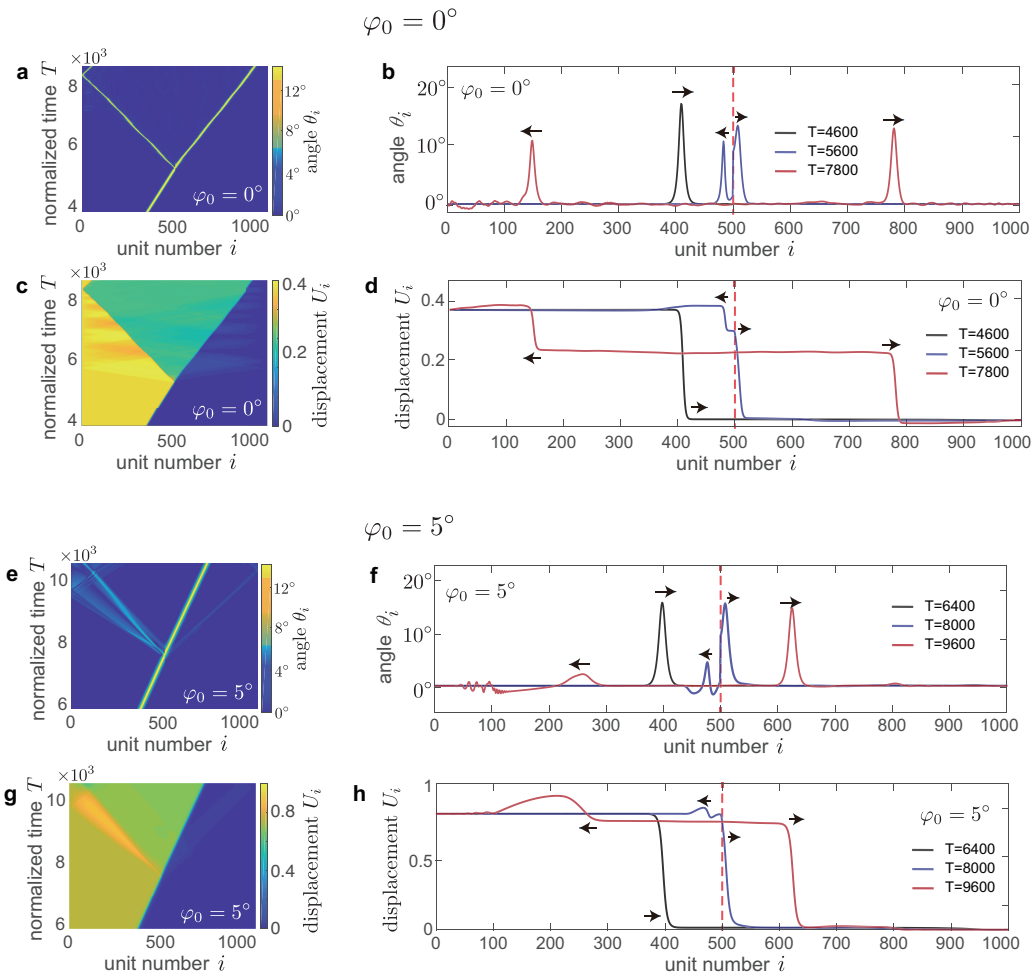 φ₀ = 0°
a
×10³
normalized time T
8
6
4
0
500
1000
unit number i
φ₀ = 0°
12°
8°
4°
0°
angle θᵢ
b
angle θᵢ
20°
10°
0°
φ₀ = 0°
T=4600
T=5600
T=7800
0 100 200 300 400 500 600 700 800 900 1000
unit number i
c
×10³
normalized time T
8
6
4
0
500
1000
unit number i
φ₀ = 0°
0.4
0.2
0
displacement Uᵢ
d
displacement Uᵢ
0.4
0.2
0
φ₀ = 0°
T=4600
T=5600
T=7800
0 100 200 300 400 500 600 700 800 900 1000
unit number i
φ₀ = 5°
e
×10³
normalized time T
10
8
6
0
500
1000
unit number i
φ₀ = 5°
12°
8°
4°
0°
angle θᵢ
f
angle θᵢ
20°
10°
0°
φ₀ = 5°
T=6400
T=8000
T=9600
0 100 200 300 400 500 600 700 800 900 1000
unit number i
g
×10³
normalized time T
10
8
6
0
500
1000
unit number i
φ₀ = 5°
0.8
0.4
0
displacement Uᵢ
h
displacement Uᵢ
1
0.5
0
φ₀ = 5°
T=6400
T=8000
T=9600
0 100 200 300 400 500 600 700 800 900 1000
unit number i